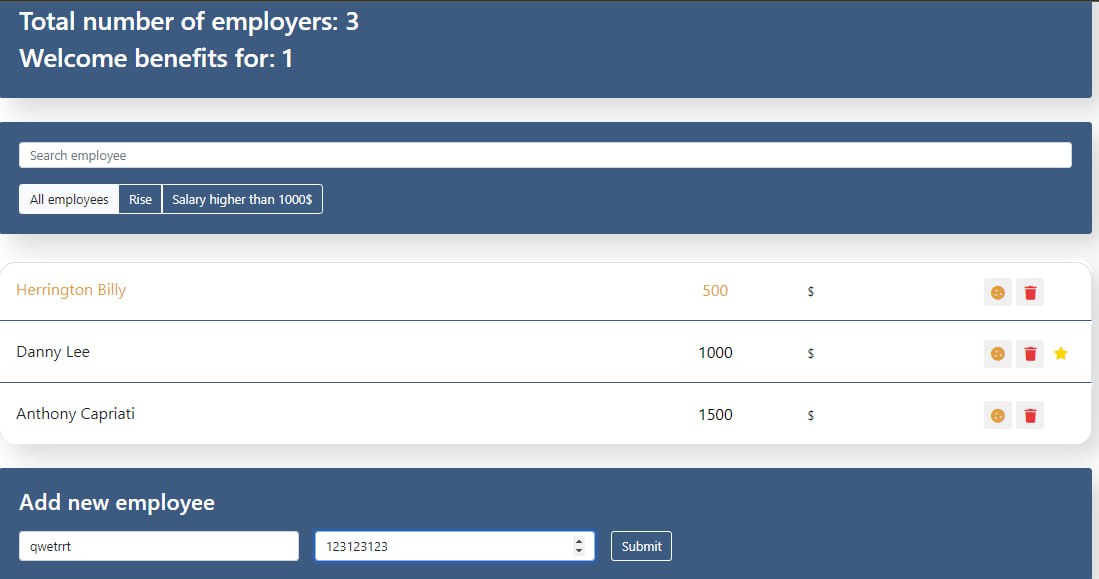 Total number of employers: 3
Welcome benefits for: 1
Search employee
All employees Rise Salary higher than 1000$
Herrington Billy 500 $
Danny Lee 1000 $
Anthony Capriati 1500 $
Add new employee
qwetrrt 123123123 Submit